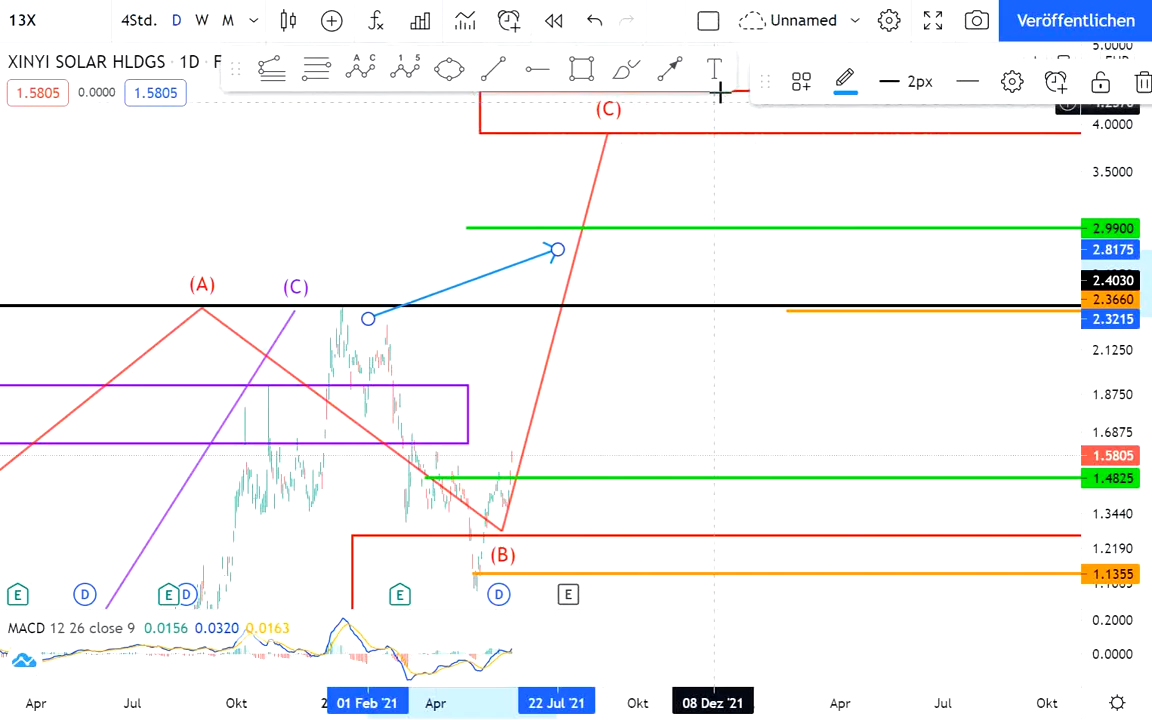 13X 4Std. D W M Unnamed Veröffentlichen
XINYI SOLAR HLDGS · 1D · F
A C 1 5 T
2px
1.5805 0.0000 1.5805
5.0000
4.0000
3.5000
2.9900
2.8175
2.4030
2.3660
2.3215
2.1250
1.8750
1.6875
1.5805
1.4825
1.3440
1.2190
1.1355
0.2000
0.0000
(C)
(A) (C)
(B)
E D E D E D E
MACD 12 26 close 9 0.0156 0.0320 0.0163
Apr Jul Okt 2 01 Feb '21 Apr 22 Jul '21 Okt 08 Dez '21 Apr Jul Okt